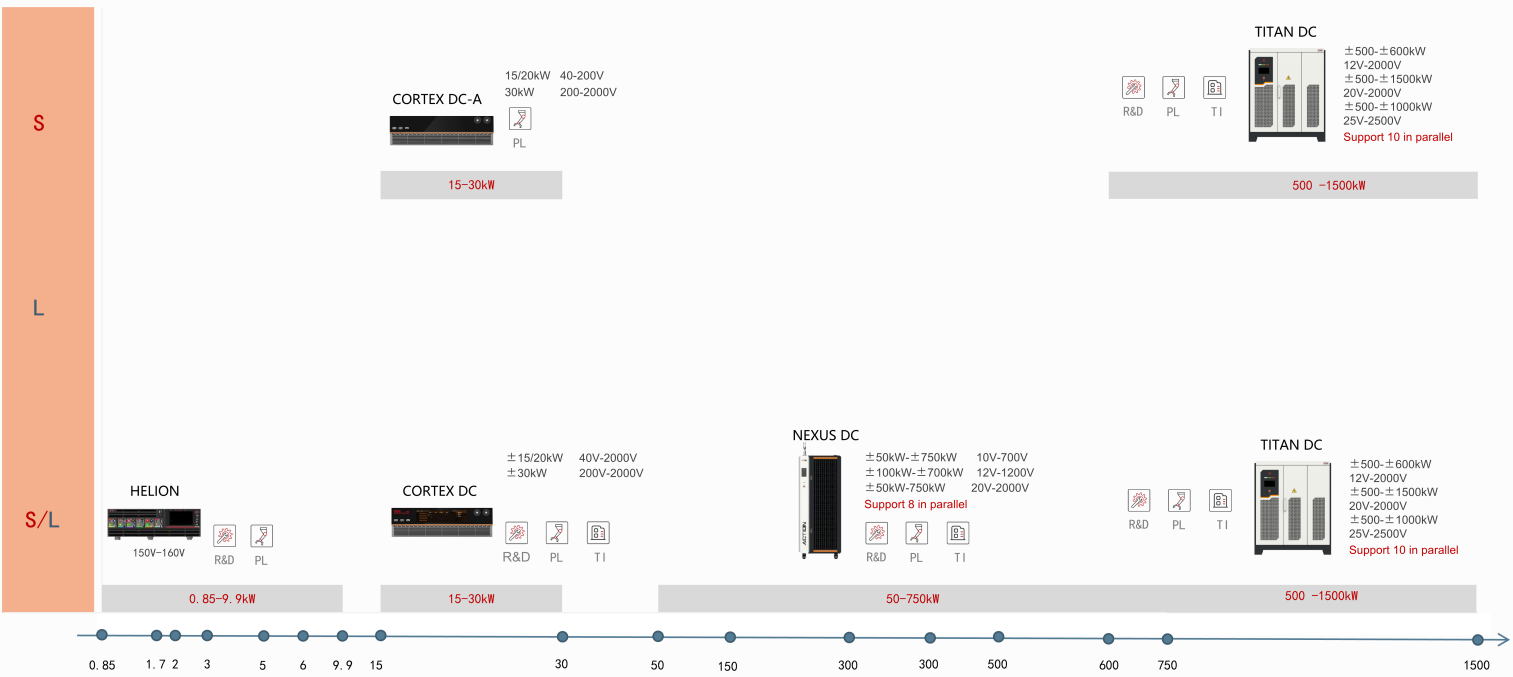 S
CORTEX DC-A
15/20kW 40-200V
30kW 200-2000V
PL
15-30kW
TITAN DC
±500-±600kW
12V-2000V
±500-±1500kW
20V-2000V
±500-±1000kW
25V-2500V
Support 10 in parallel
R&D PL TI
500 -1500kW
L
S/L
HELION
150V-160V
R&D PL
0.85-9.9kW
CORTEX DC
±15/20kW 40V-2000V
±30kW 200V-2000V
R&D PL TI
15-30kW
NEXUS DC
±50kW-±750kW 10V-700V
±100kW-±700kW 12V-1200V
±50kW-750kW 20V-2000V
Support 8 in parallel
ACTION
R&D PL TI
50-750kW
TITAN DC
±500-±600kW
12V-2000V
±500-±1500kW
20V-2000V
±500-±1000kW
25V-2500V
Support 10 in parallel
R&D PL TI
500 -1500kW
0.85 1.7 2 3 5 6 9.9 15 30 50 150 300 300 500 600 750 1500